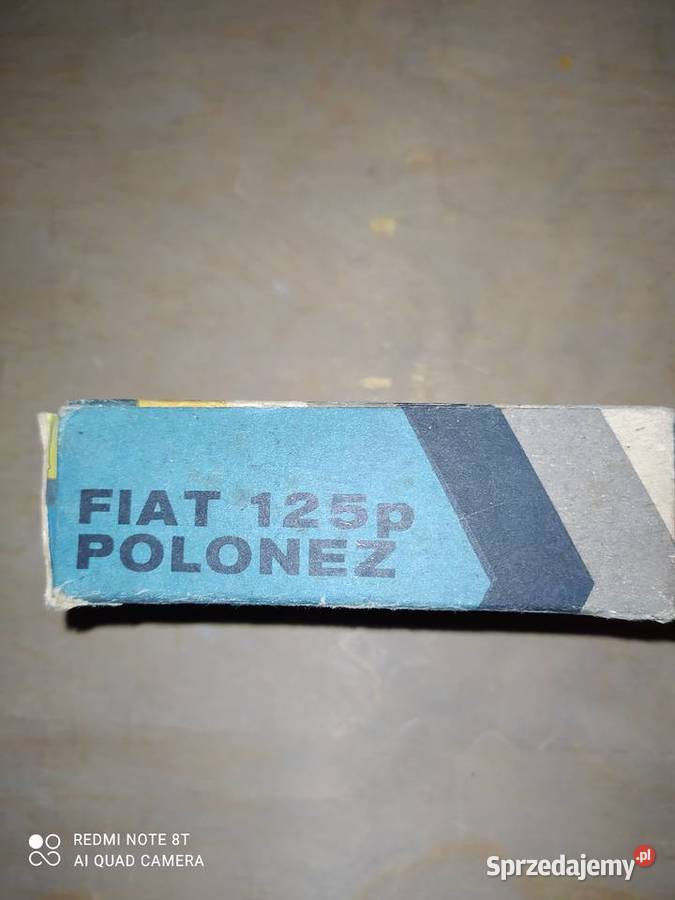 FIAT 125p
POLONEZ
REDMI NOTE 8T
AI QUAD CAMERA
Sprzedajemy.pl